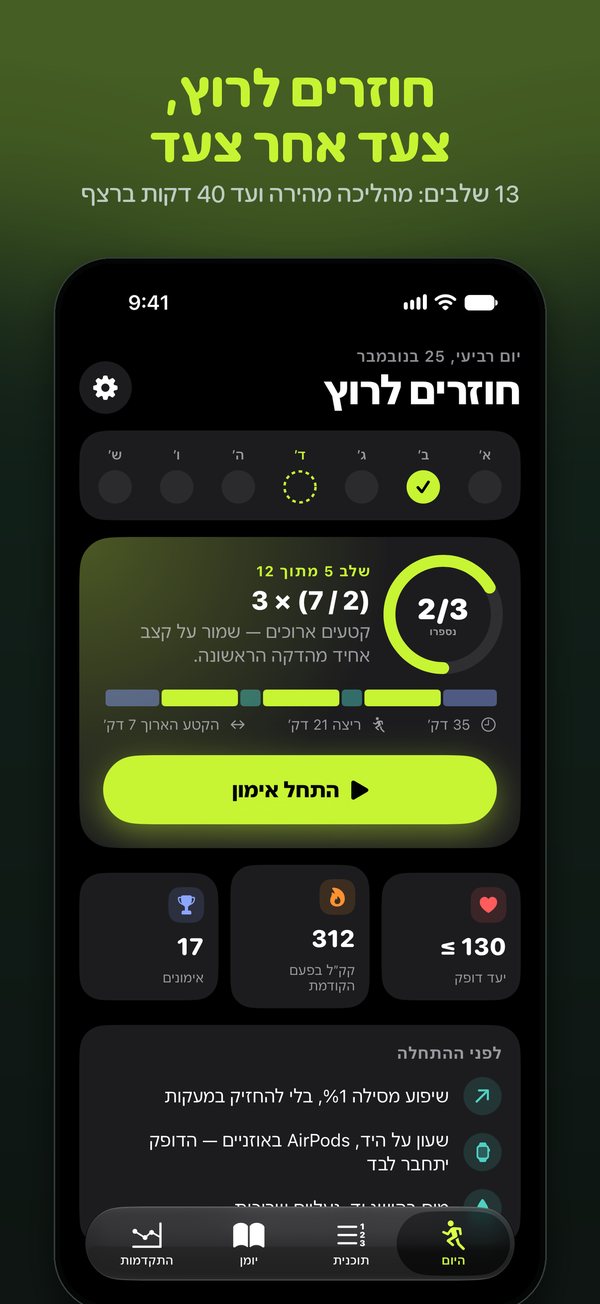 חוזרים לרוץ,
צעד אחר צעד
13 שלבים: מהליכה מהירה ועד 40 דקות ברצף
9:41
יום רביעי, 25 בנובמבר
חוזרים לרוץ
א׳ ב׳ ג׳ ד׳ ה׳ ו׳ ש׳
2/3
נספרו
שלב 5 מתוך 12
3 × (7 / 2)
קטעים ארוכים — שמור על קצב
אחיד מהדקה הראשונה.
35 דק׳ ריצה 21 דק׳ הקטע הארוך 7 דק׳
התחל אימון
≤ 130
יעד דופק
312
קק״ל בפעם
הקודמת
17
אימונים
לפני ההתחלה
שיפוע מסילה 1%, בלי להחזיק במעקות
שעון על היד, AirPods באוזניים — הדופק
יתחבר לבד
היום תוכנית יומן התקדמות